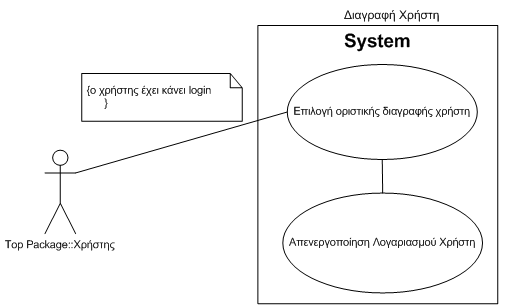 Διαγραφή Χρήστη
System
{ο χρήστης έχει κάνει login
}
Επιλογή οριστικής διαγραφής χρήστη
Top Package::Χρήστης
Απενεργοποίηση Λογαριασμού Χρήστη